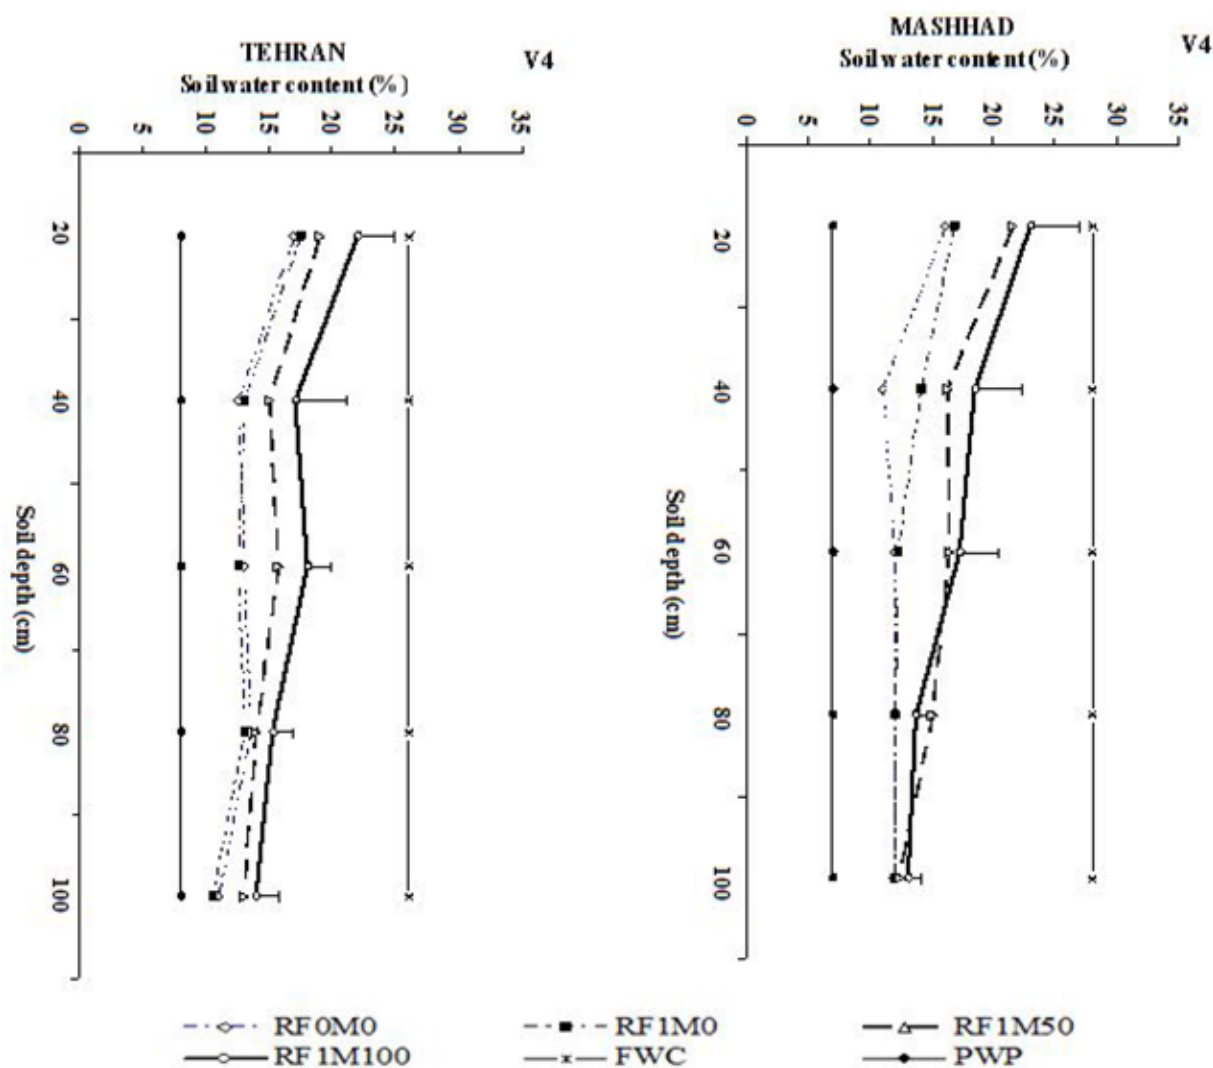 TEHRAN
Soil water content (%)
V4
0 5 10 15 20 25 30 35
20
40
60
80
100
Soil depth (cm)
MASHHAD
Soil water content (%)
V4
0 5 10 15 20 25 30 35
20
40
60
80
100
Soil depth (cm)
RF0M0 RF1M0 RF1M50
RF1M100 FWC PWP